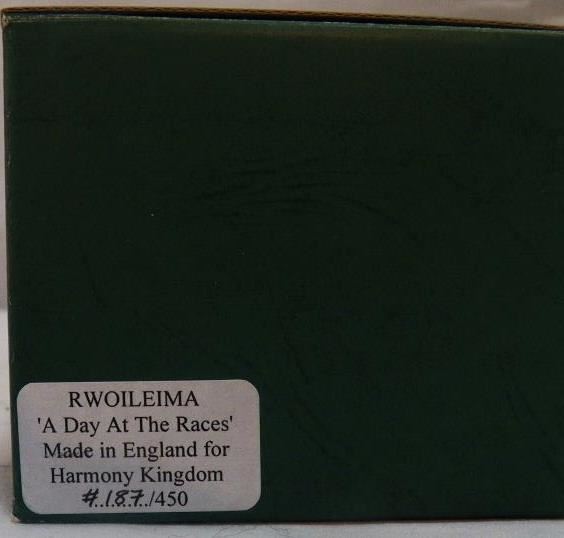 RWOILEIMA
'A Day At The Races'
Made in England for
Harmony Kingdom
#..187../450